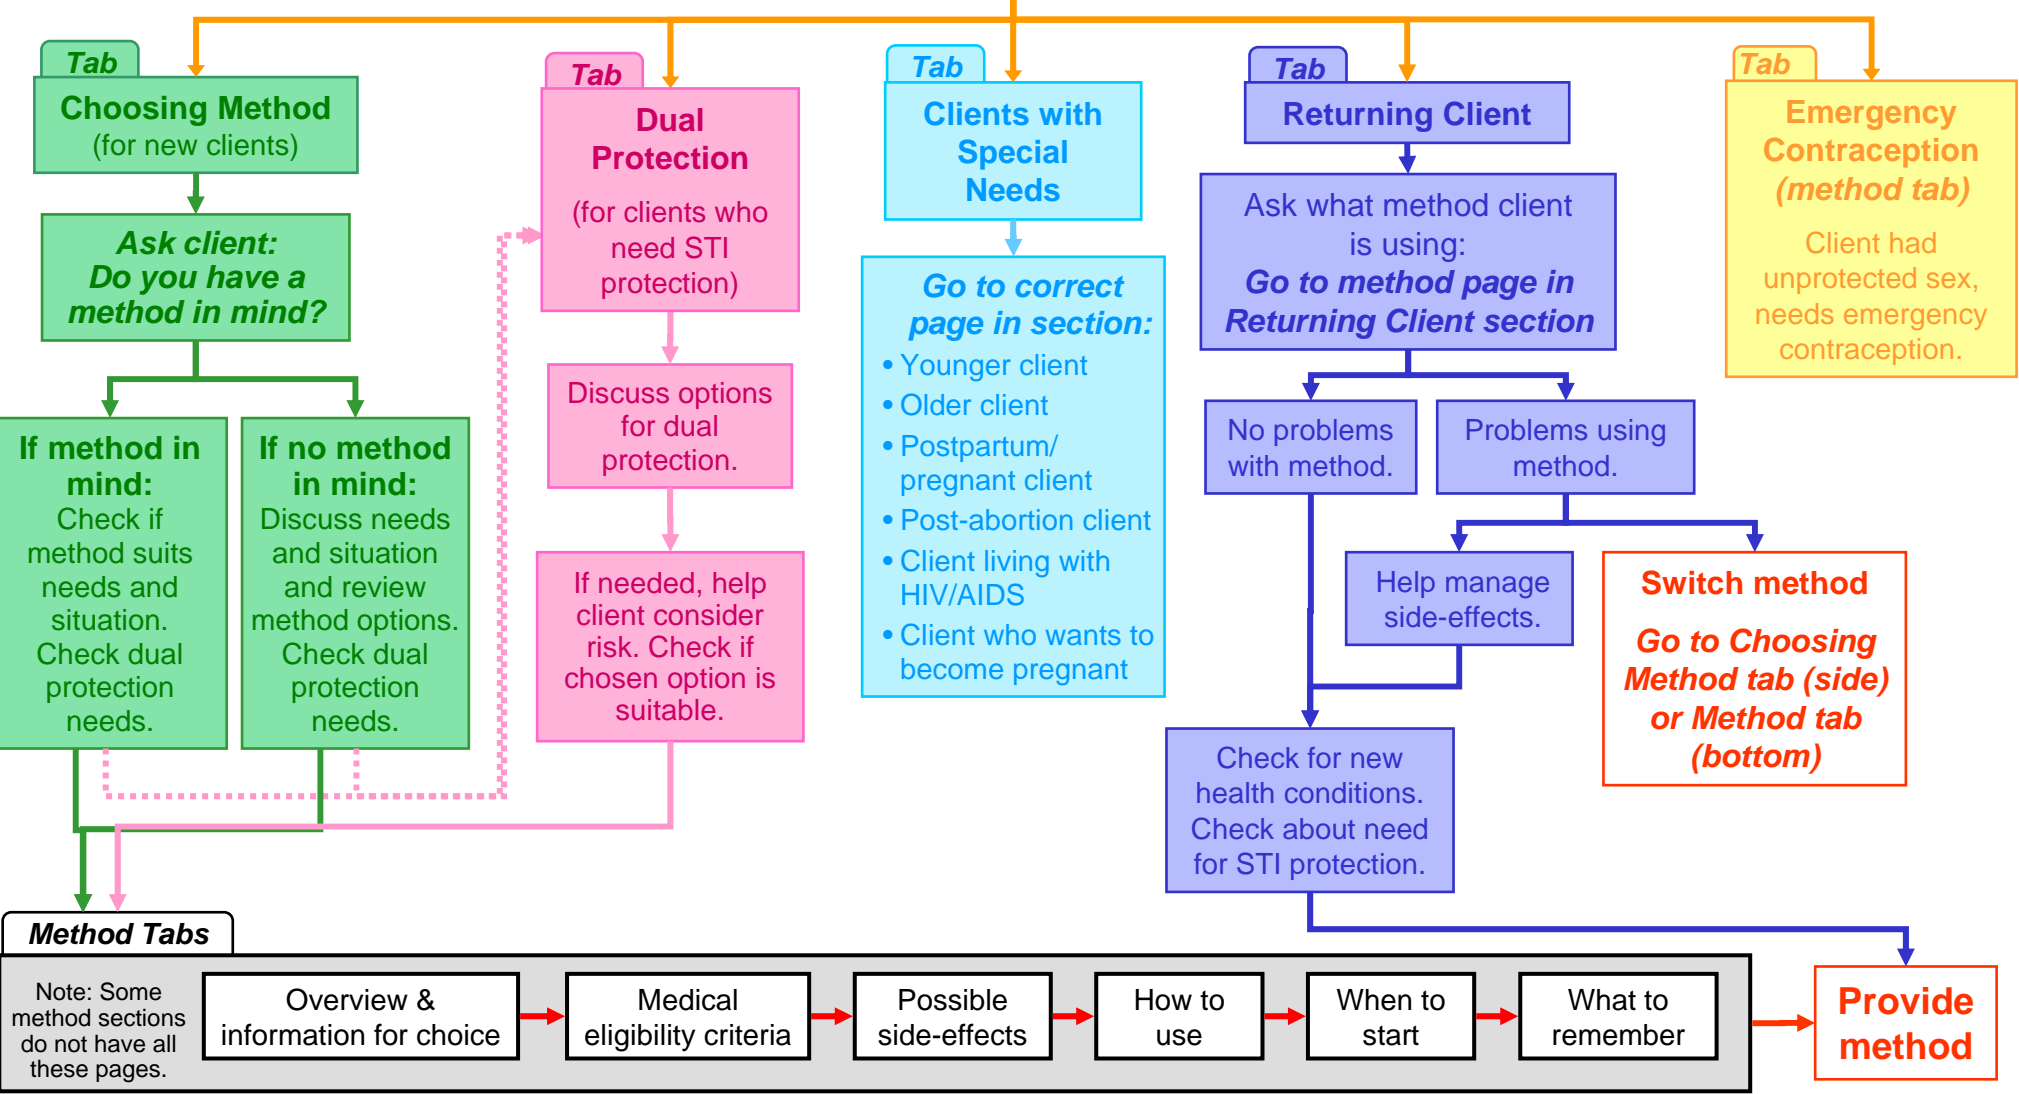 Tab
Choosing Method
(for new clients)
Ask client:
Do you have a
method in mind?
If method in
mind:
Check if
method suits
needs and
situation.
Check dual
protection
needs.
If no method
in mind:
Discuss needs
and situation
and review
method options.
Check dual
protection
needs.
Tab
Dual
Protection
(for clients who
need STI
protection)
Discuss options
for dual
protection.
If needed, help
client consider
risk. Check if
chosen option is
suitable.
Tab
Clients with
Special
Needs
Go to correct
page in section:
• Younger client
• Older client
• Postpartum/
pregnant client
• Post-abortion client
• Client living with
HIV/AIDS
• Client who wants to
become pregnant
Tab
Returning Client
Ask what method client
is using:
Go to method page in
Returning Client section
No problems
with method.
Problems using
method.
Help manage
side-effects.
Switch method
Go to Choosing
Method tab (side)
or Method tab
(bottom)
Check for new
health conditions.
Check about need
for STI protection.
Tab
Emergency
Contraception
(method tab)
Client had
unprotected sex,
needs emergency
contraception.
Method Tabs
Note: Some
method sections
do not have all
these pages.
Overview &
information for choice
Medical
eligibility criteria
Possible
side-effects
How to
use
When to
start
What to
remember
Provide
method